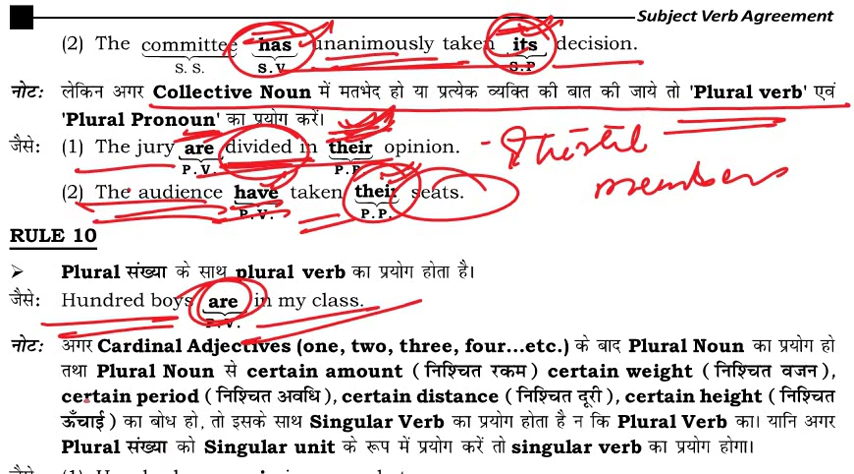 Subject Verb Agreement
(2) The committee has unanimously taken its decision.
S.S. S.V. S.P
नोट: लेकिन अगर Collective Noun में मतभेद हो या प्रत्येक व्यक्ति की बात की जाये तो 'Plural verb' एवं
'Plural Pronoun' का प्रयोग करें।
जैसे: (1) The jury are divided in their opinion.
P.V. P.P.
members
(2) The audience have taken their seats.
P.V. P.P.
RULE 10
➢ Plural संख्या के साथ plural verb का प्रयोग होता है।
जैसे: Hundred boys are in my class.
P.V.
नोट: अगर Cardinal Adjectives (one, two, three, four...etc.) के बाद Plural Noun का प्रयोग हो
तथा Plural Noun से certain amount (निश्चित रकम) certain weight (निश्चित वजन),
certain period (निश्चित अवधि), certain distance (निश्चित दूरी), certain height (निश्चित
ऊँचाई) का बोध हो, तो इसके साथ Singular Verb का प्रयोग होता है न कि Plural Verb का। यानि अगर
Plural संख्या को Singular unit के रूप में प्रयोग करें तो singular verb का प्रयोग होगा।